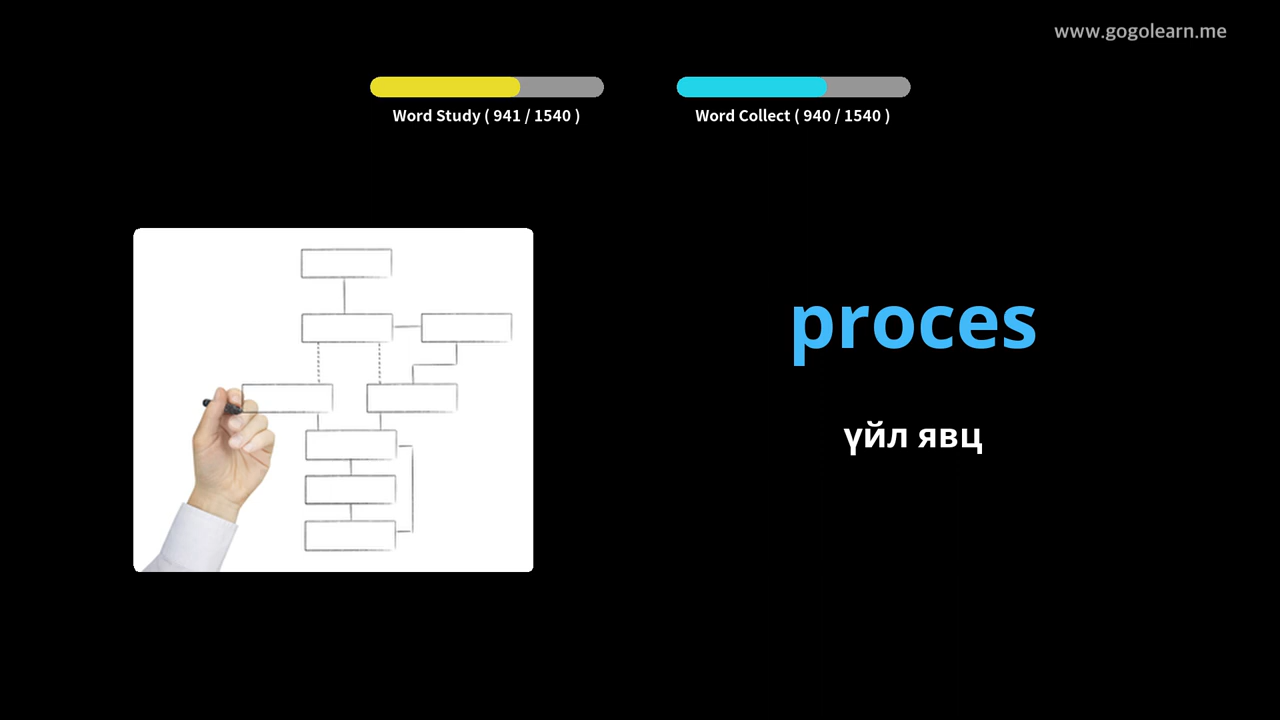 www.gogolearn.me
Word Study ( 941 / 1540 )
Word Collect ( 940 / 1540 )
proces
үйл явц